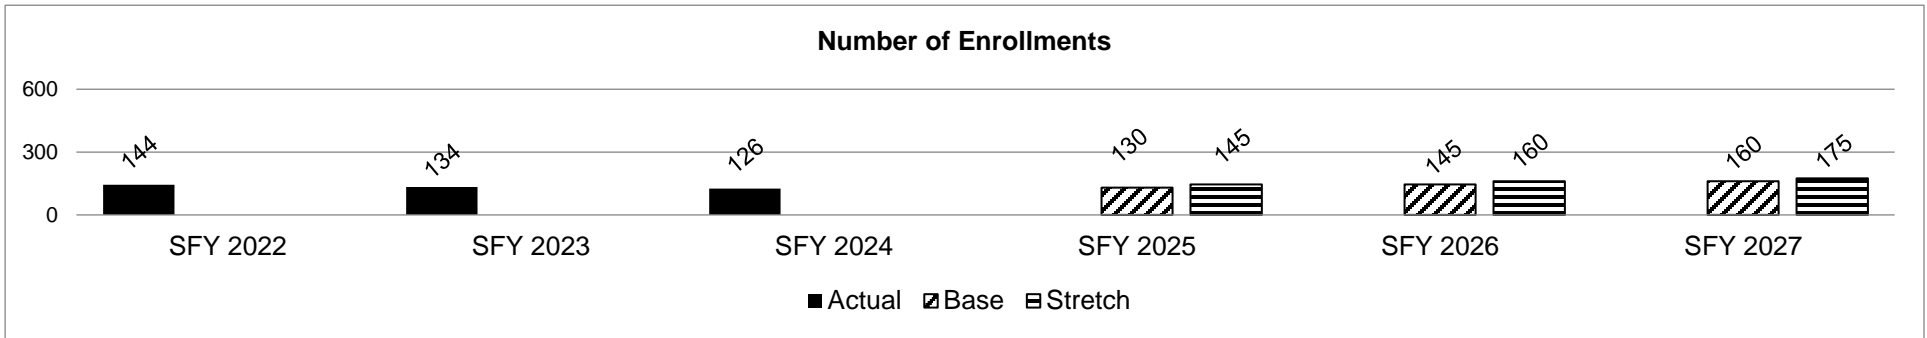 Number of Enrollments
600
300
0
144
134
126
130
145
145
160
160
175
SFY 2022
SFY 2023
SFY 2024
SFY 2025
SFY 2026
SFY 2027
Actual Base Stretch